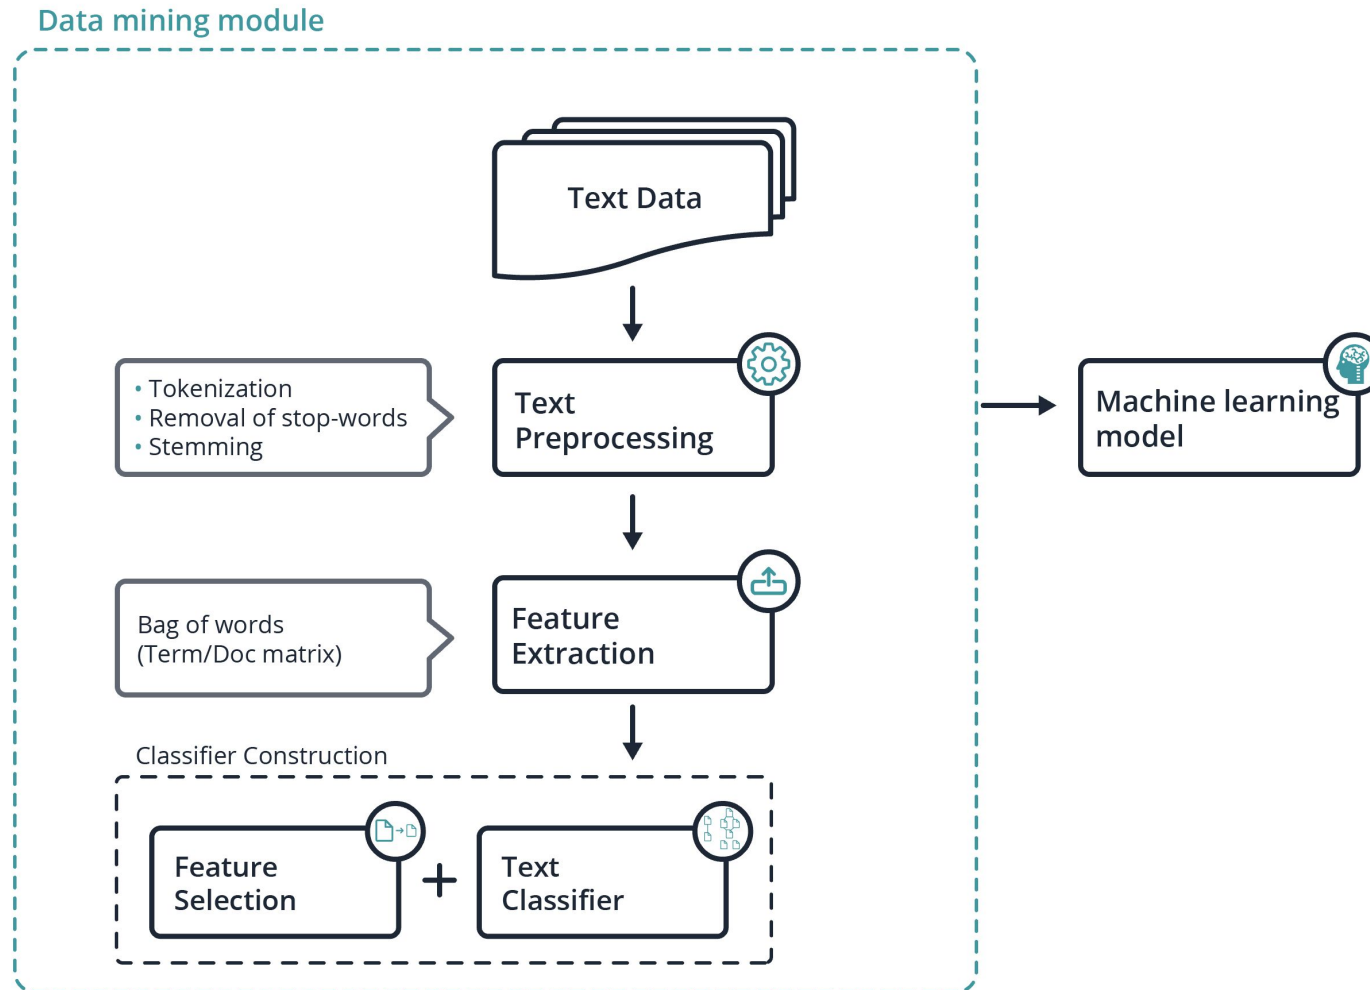 Data mining module
Text Data
• Tokenization
• Removal of stop-words
• Stemming
Text
Preprocessing
Machine learning
model
Bag of words
(Term/Doc matrix)
Feature
Extraction
Classifier Construction
Feature
Selection
+
Text
Classifier